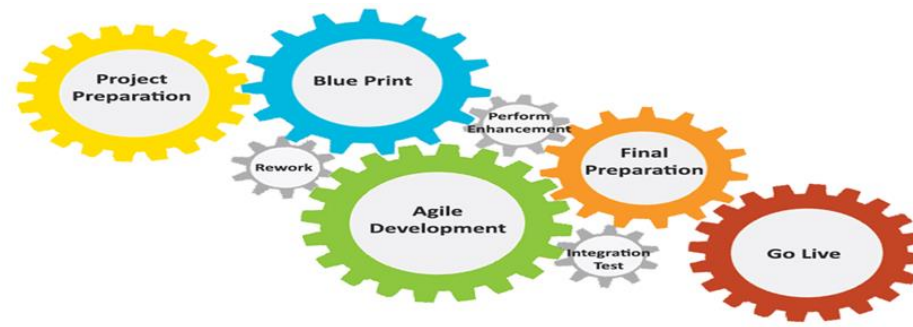 Project
Preparation
Blue Print
Perform
Enhancement
Rework
Final
Preparation
Agile
Development
Integration
Test
Go Live